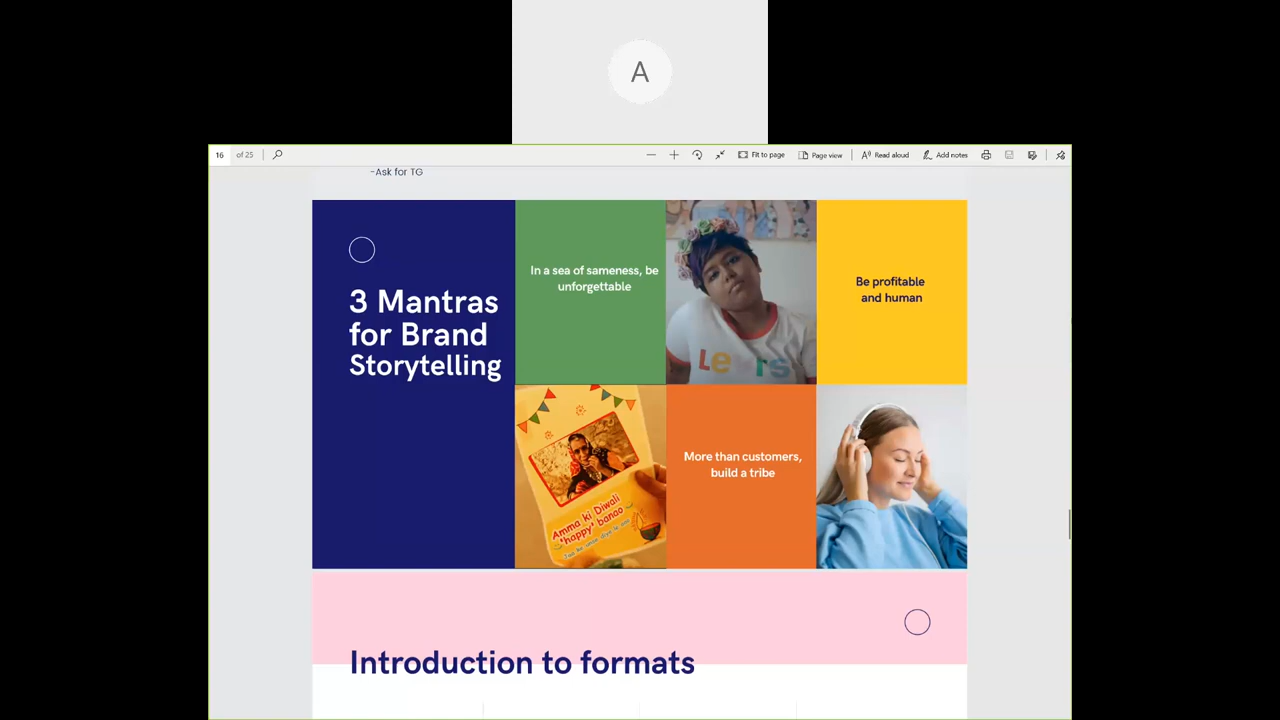 A
16 of 25
Fit to page
Page view
Read aloud
Add notes
-Ask for TG
3 Mantras
for Brand
Storytelling
In a sea of sameness, be
unforgettable
Be profitable
and human
Le rs
Amma ki Diwali
'happy' banao
More than customers,
build a tribe
Introduction to formats